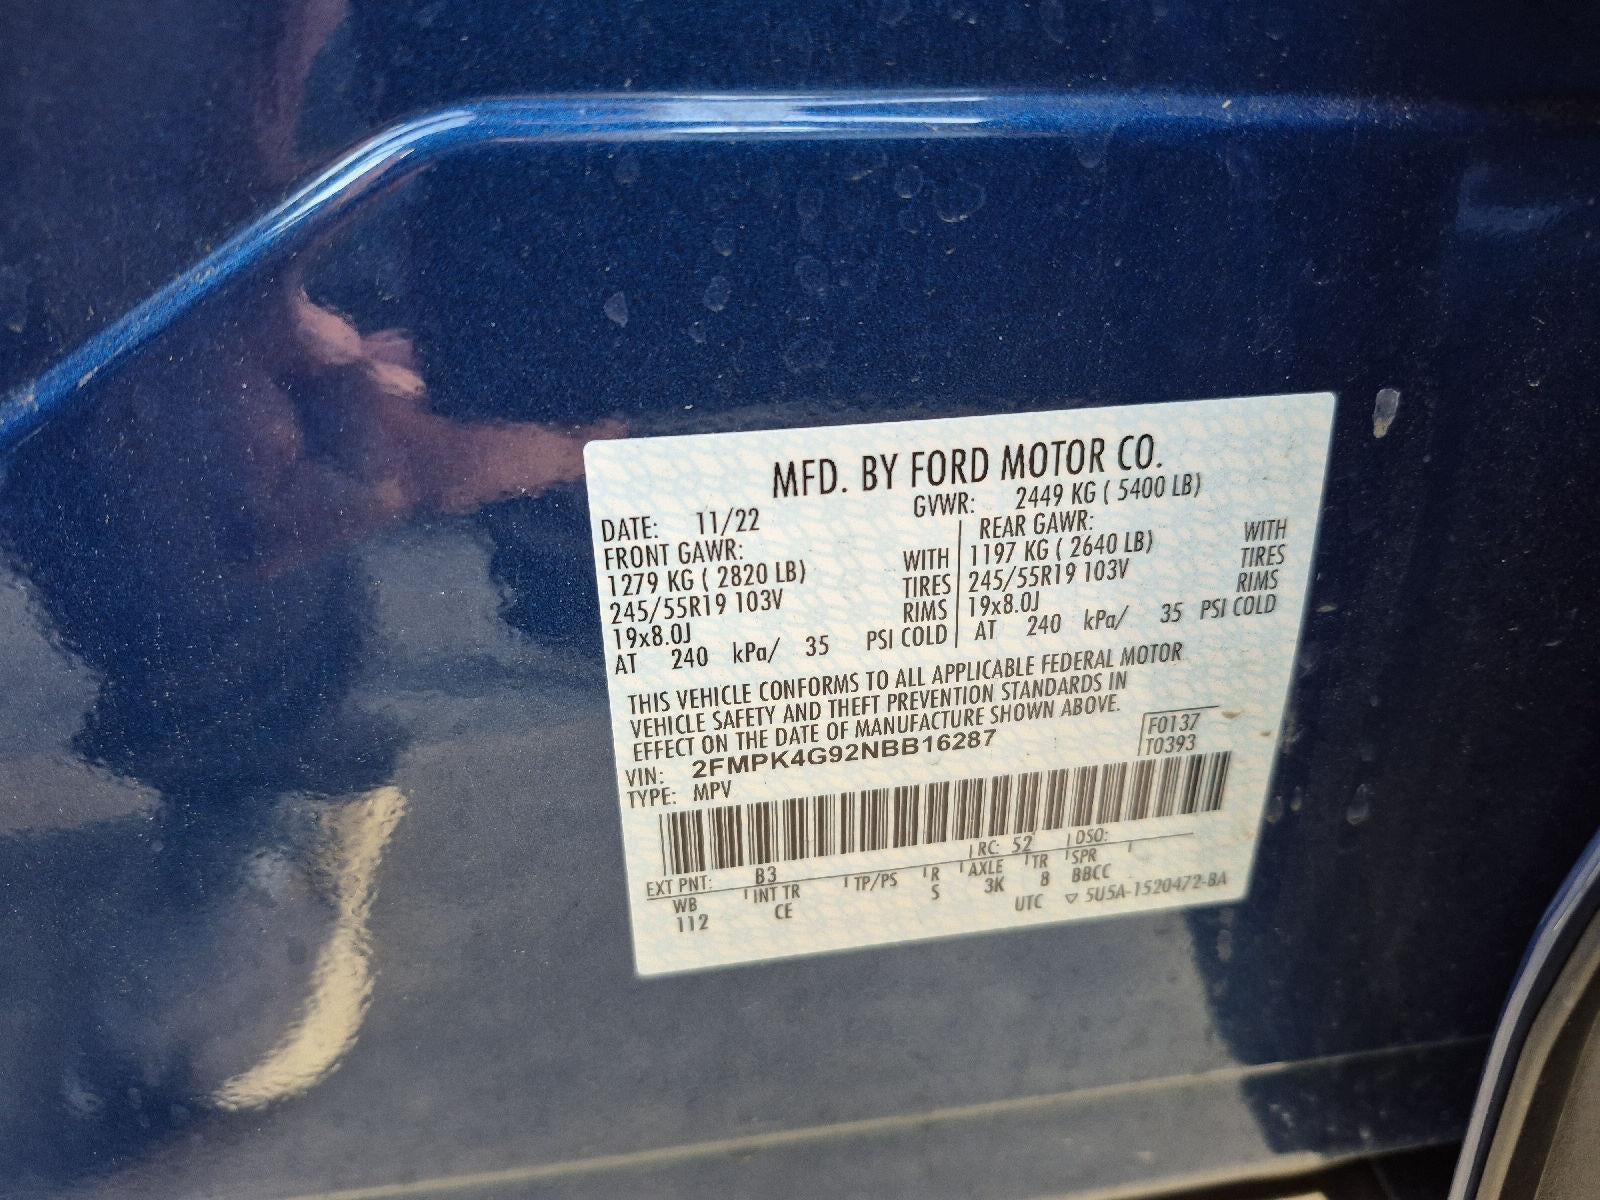 MFD. BY FORD MOTOR CO.
DATE: 11/22 GVWR: 2449 KG ( 5400 LB)
FRONT GAWR: REAR GAWR:
1279 KG ( 2820 LB) WITH 1197 KG ( 2640 LB) WITH
245/55R19 103V TIRES 245/55R19 103V TIRES
19x8.0J RIMS 19x8.0J RIMS
AT 240 kPa/ 35 PSI COLD AT 240 kPa/ 35 PSI COLD
THIS VEHICLE CONFORMS TO ALL APPLICABLE FEDERAL MOTOR
VEHICLE SAFETY AND THEFT PREVENTION STANDARDS IN
EFFECT ON THE DATE OF MANUFACTURE SHOWN ABOVE.
VIN: 2FMPK4G92NBB16287 F0137
TYPE: MPV T0393
EXT PNT: B3 RC: 52 DSO:
WB INT TR TP/PS R AXLE TR SPR
112 CE S 3K 8 BBCC
UTC ▽ 5U5A-1520472-BA